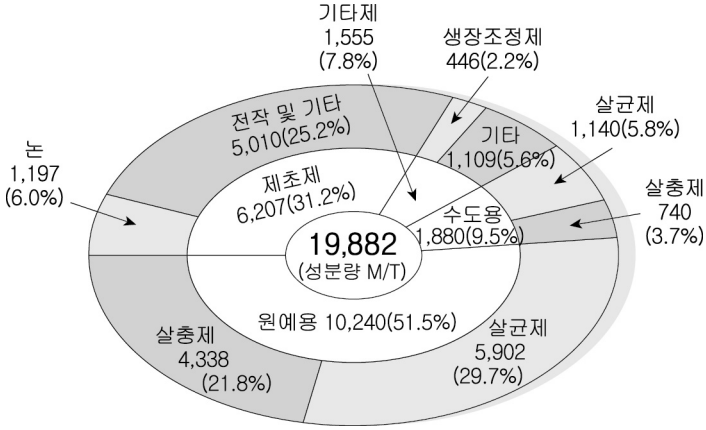 기타제
1,555
(7.8%)
생장조정제
446(2.2%)
살균제
1,140(5.8%)
전작 및 기타
5,010(25.2%)
기타
1,109(5.6%)
논
1,197
(6.0%)
살충제
740
(3.7%)
제초제
6,207(31.2%)
수도용
1,880(9.5%)
19,882
(성분량 M/T)
원예용 10,240(51.5%)
살충제
4,338
(21.8%)
살균제
5,902
(29.7%)